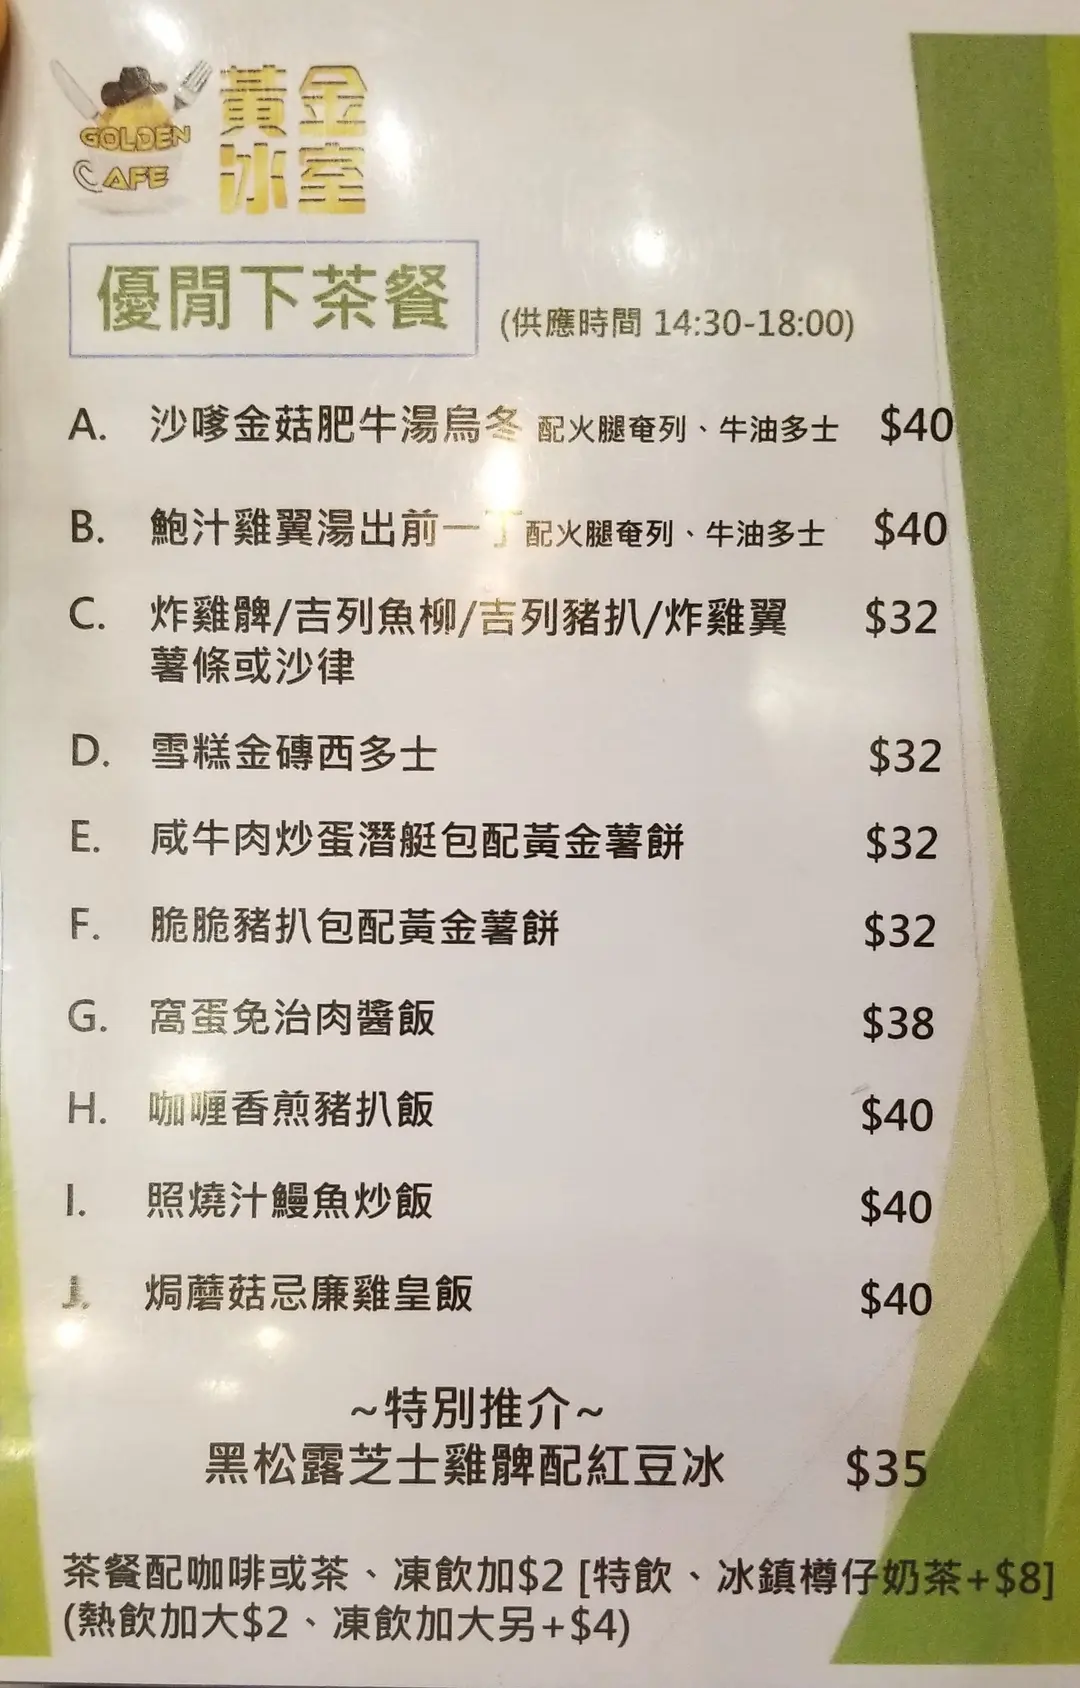 GOLDEN
CAFE
黃金
冰室
優閒下茶餐
(供應時間 14:30-18:00)
A. 沙嗲金菇肥牛湯烏冬 配火腿奄列、牛油多士 $40
B. 鮑汁雞翼湯出前一丁 配火腿奄列、牛油多士 $40
C. 炸雞髀/吉列魚柳/吉列豬扒/炸雞翼 $32
薯條或沙律
D. 雪糕金磚西多士 $32
E. 咸牛肉炒蛋潛艇包配黃金薯餅 $32
F. 脆脆豬扒包配黃金薯餅 $32
G. 窩蛋免治肉醬飯 $38
H. 咖喱香煎豬扒飯 $40
I. 照燒汁鰻魚炒飯 $40
J. 焗蘑菇忌廉雞皇飯 $40
~特別推介~
黑松露芝士雞髀配紅豆冰 $35
茶餐配咖啡或茶、凍飲加$2 [特飲、冰鎮樽仔奶茶+$8]
(熱飲加大$2、凍飲加大另+$4)